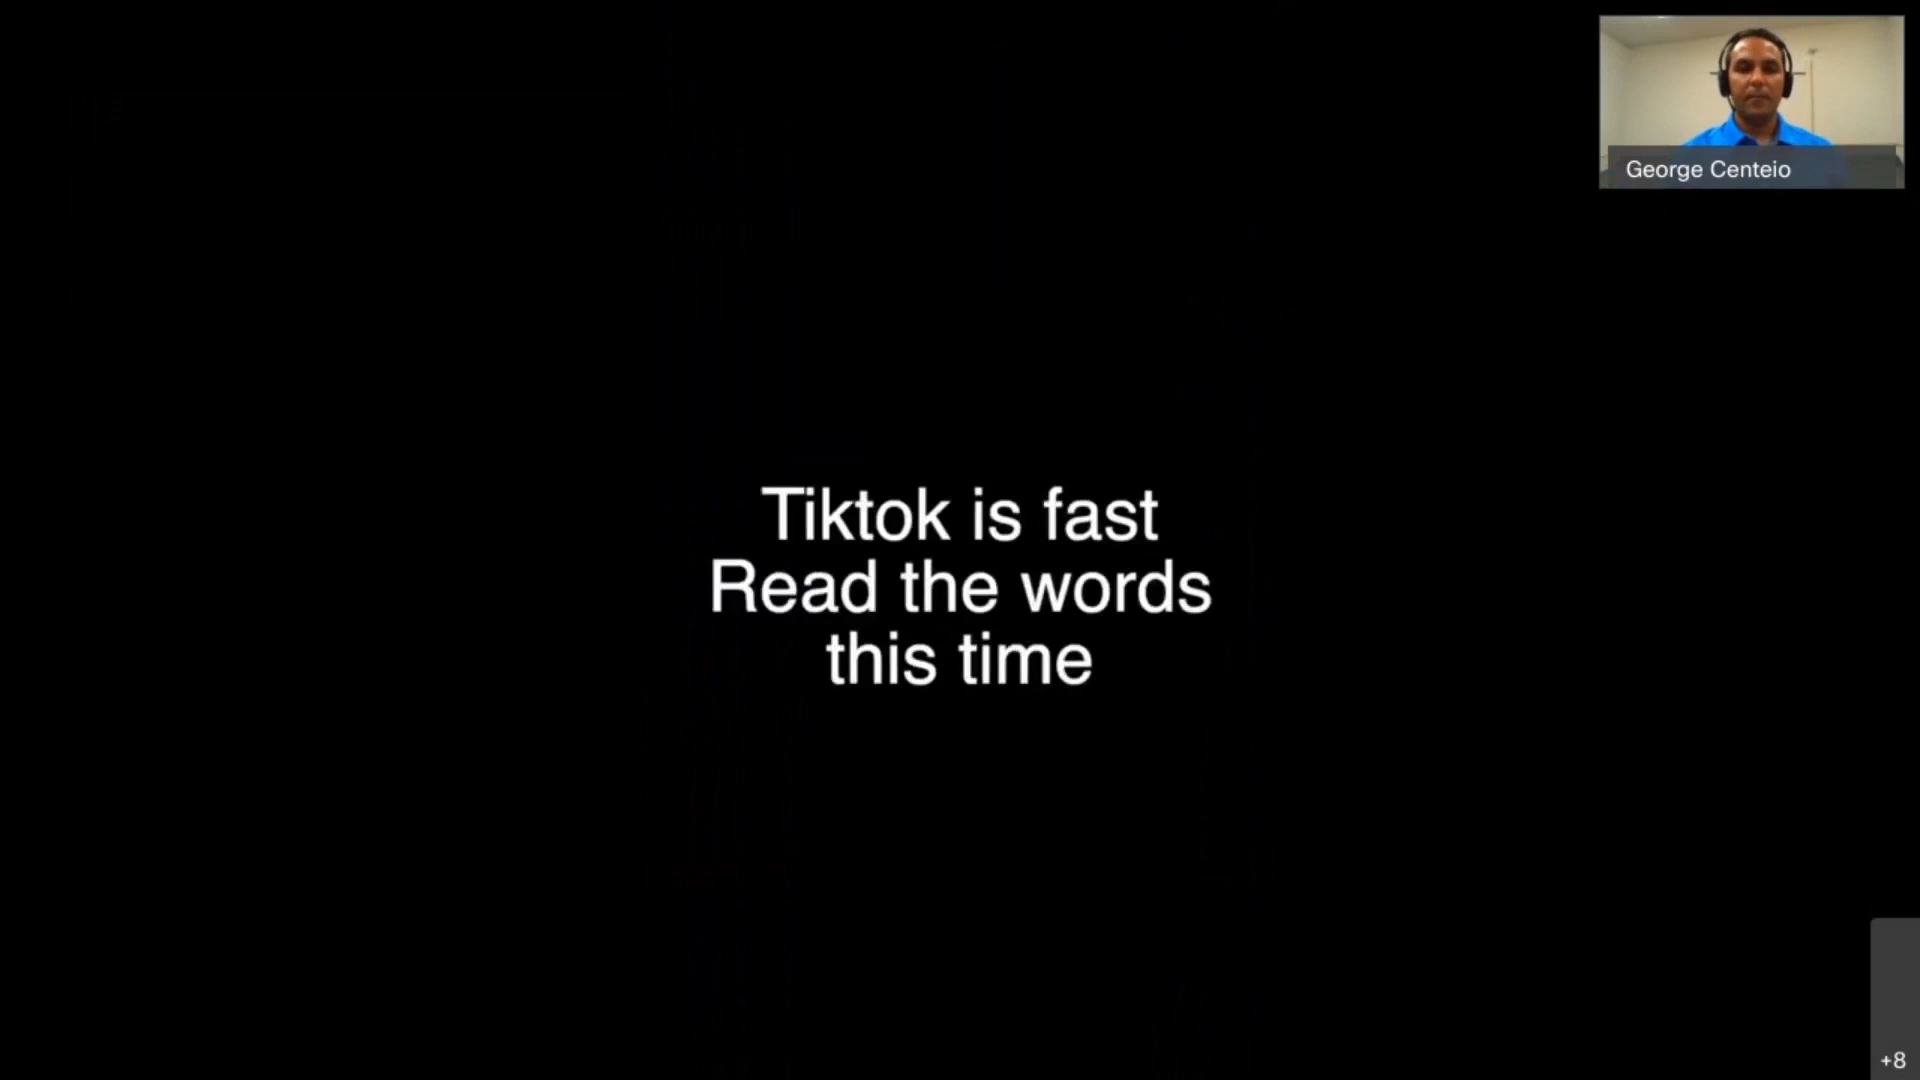 George Centeio
Tiktok is fast
Read the words
this time
+8